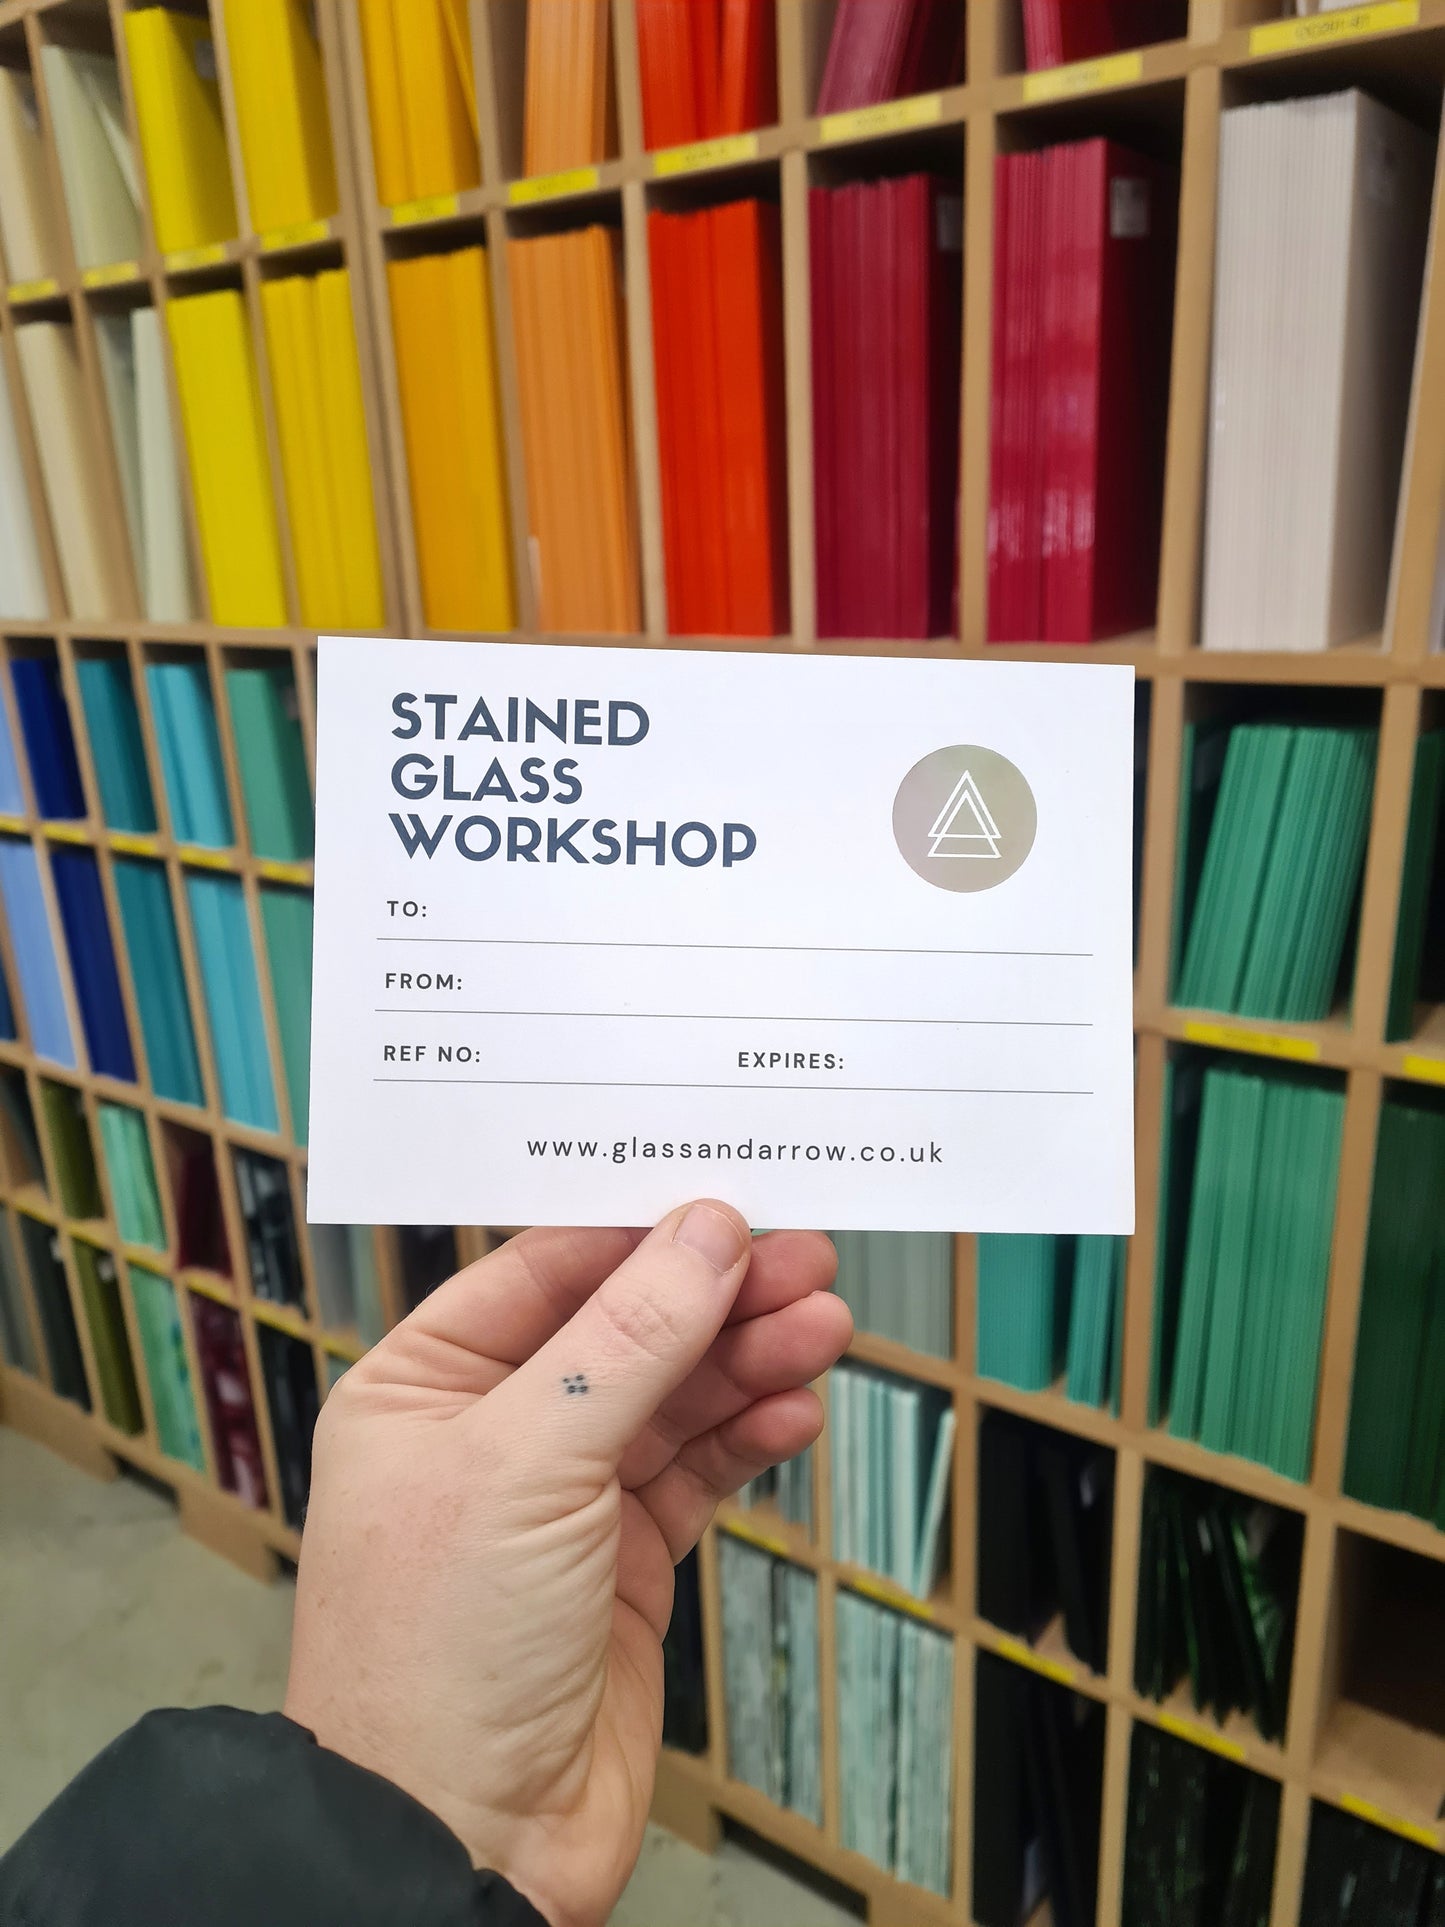 STAINED
GLASS
WORKSHOP
TO:
FROM:
REF NO: EXPIRES:
www.glassandarrow.co.uk